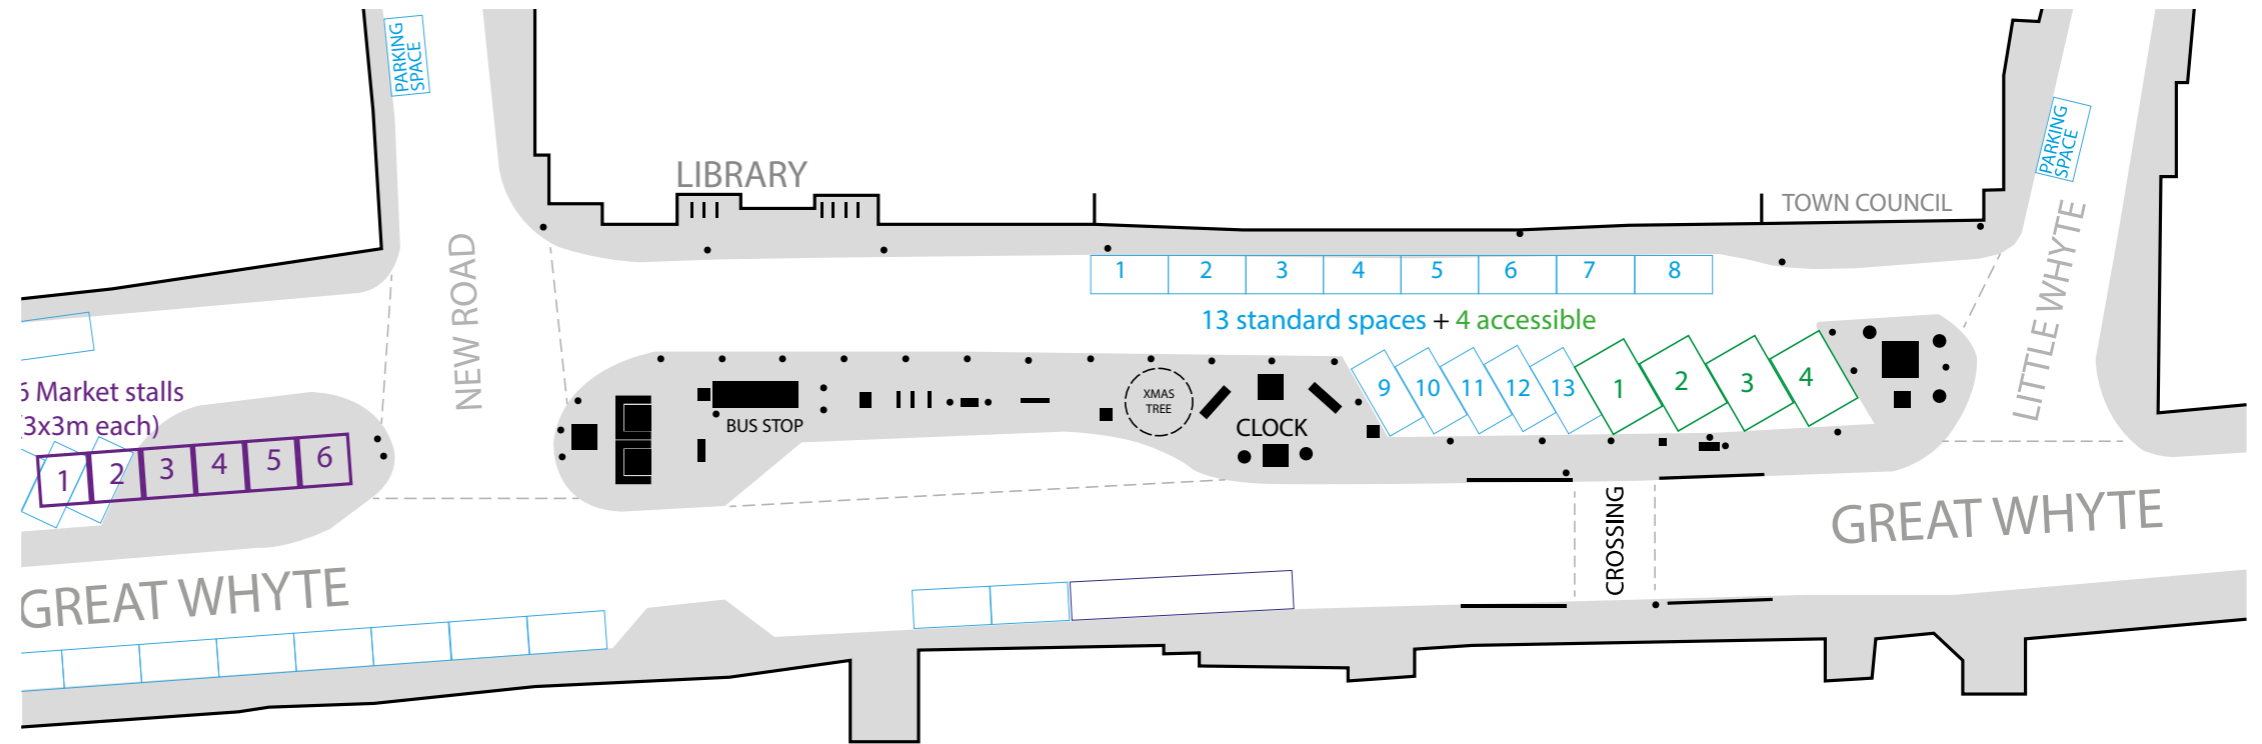 PARKING
SPACE
PARKING
SPACE
LIBRARY
TOWN COUNCIL
NEW ROAD
LITTLE WHYTE
1 2 3 4 5 6 7 8
13 standard spaces + 4 accessible
6 Market stalls
(3x3m each)
1 2 3 4 5 6
BUS STOP
XMAS
TREE
CLOCK
9 10 11 12 13 1 2 3 4
CROSSING
GREAT WHYTE
GREAT WHYTE